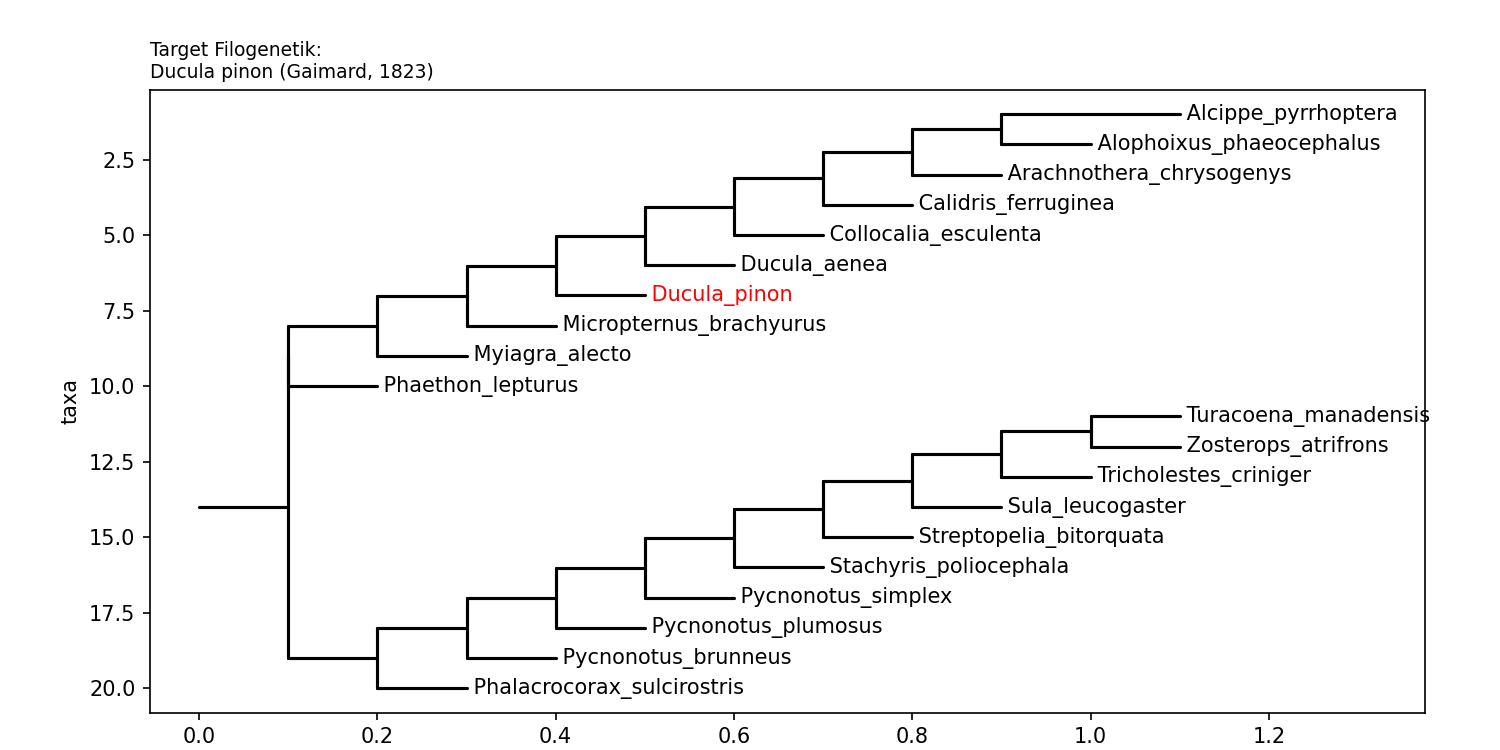 Target Filogenetik:
Ducula pinon (Gaimard, 1823)
Alcippe_pyrrhoptera
Alophoixus_phaeocephalus
2.5
Arachnothera_chrysogenys
Calidris_ferruginea
5.0
Collocalia_esculenta
Ducula_aenea
Ducula_pinon
7.5
Micropternus_brachyurus
Myiagra_alecto
10.0
Phaethon_lepturus
taxa
Turacoena_manadensis
Zosterops_atrifrons
12.5
Tricholestes_criniger
Sula_leucogaster
15.0
Streptopelia_bitorquata
Stachyris_poliocephala
Pycnonotus_simplex
17.5
Pycnonotus_plumosus
Pycnonotus_brunneus
20.0
Phalacrocorax_sulcirostris
0.0 0.2 0.4 0.6 0.8 1.0 1.2